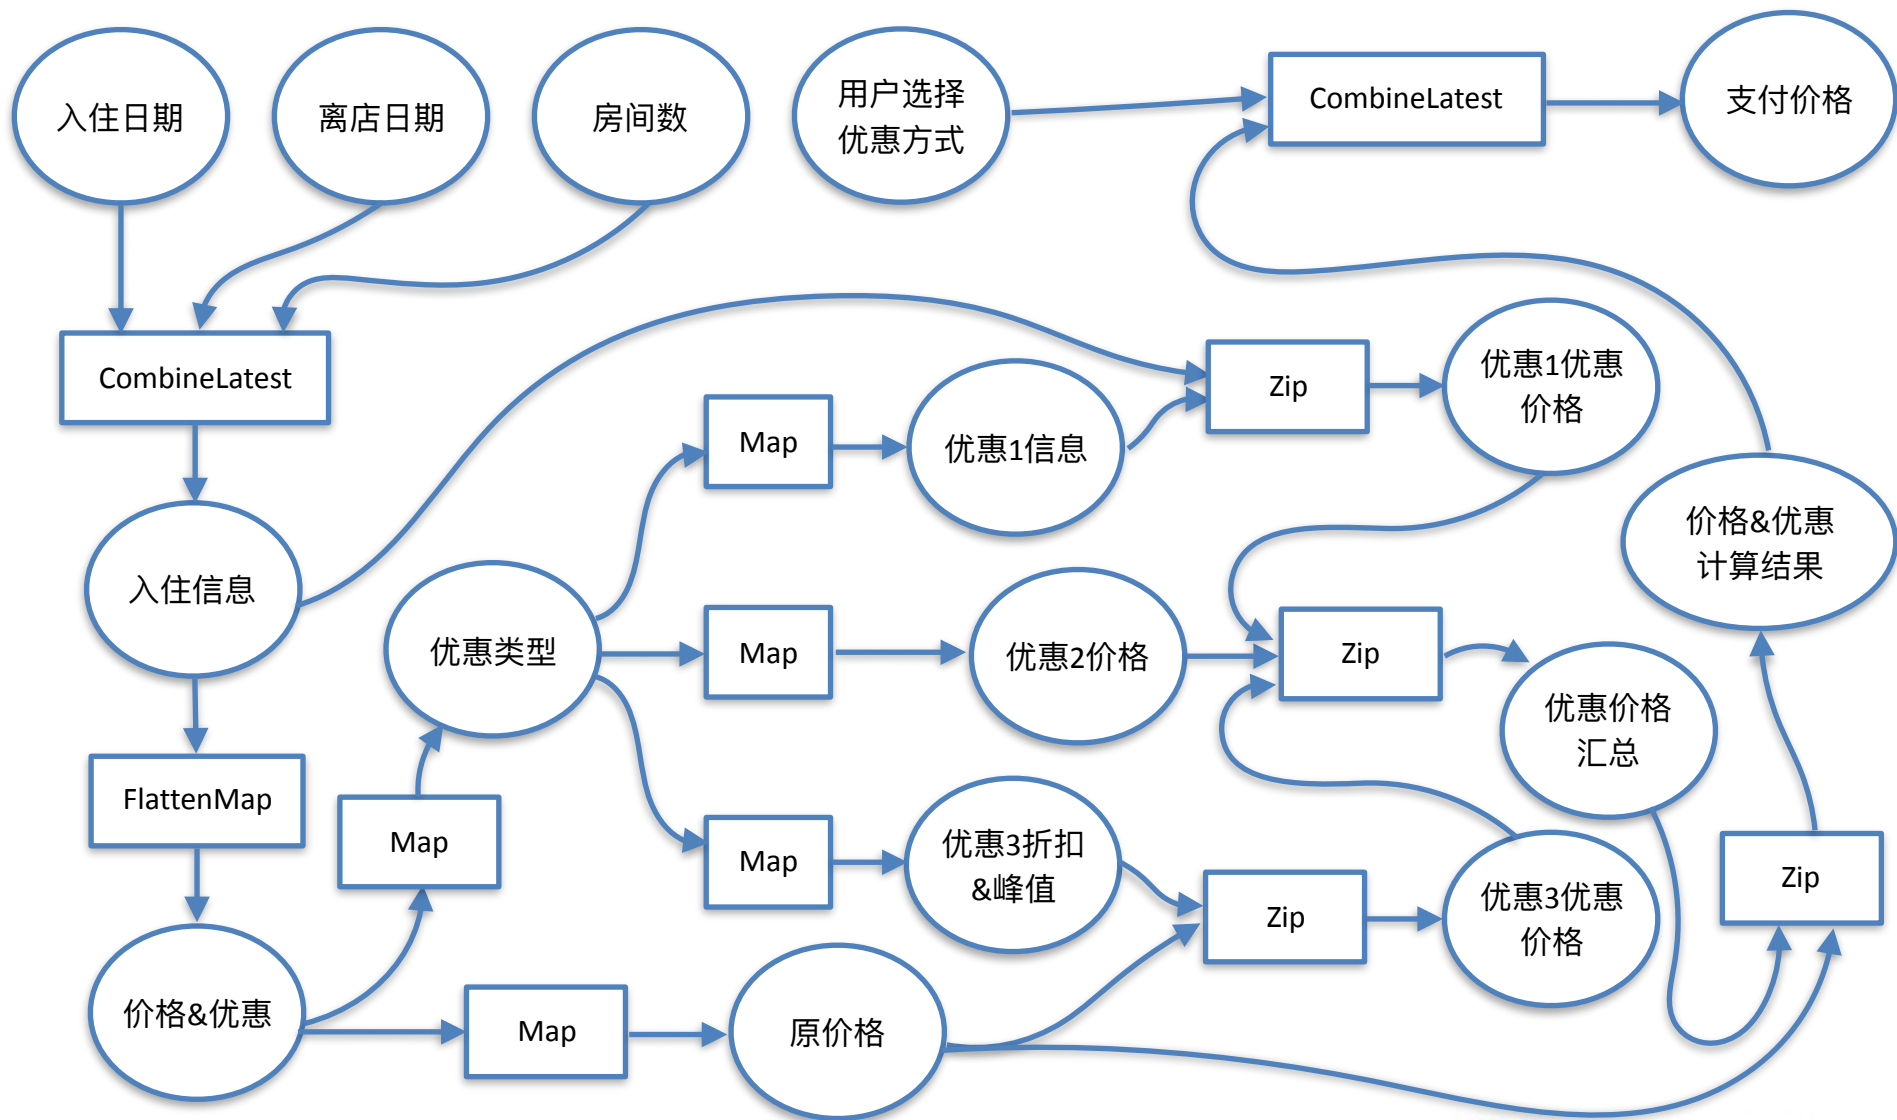 入住日期
离店日期
房间数
用户选择
优惠方式
CombineLatest
支付价格
CombineLatest
Zip
优惠1优惠
价格
Map
优惠1信息
价格&优惠
计算结果
入住信息
优惠类型
Map
优惠2价格
Zip
优惠价格
汇总
FlattenMap
Map
Map
优惠3折扣
&峰值
Zip
优惠3优惠
价格
Zip
价格&优惠
Map
原价格